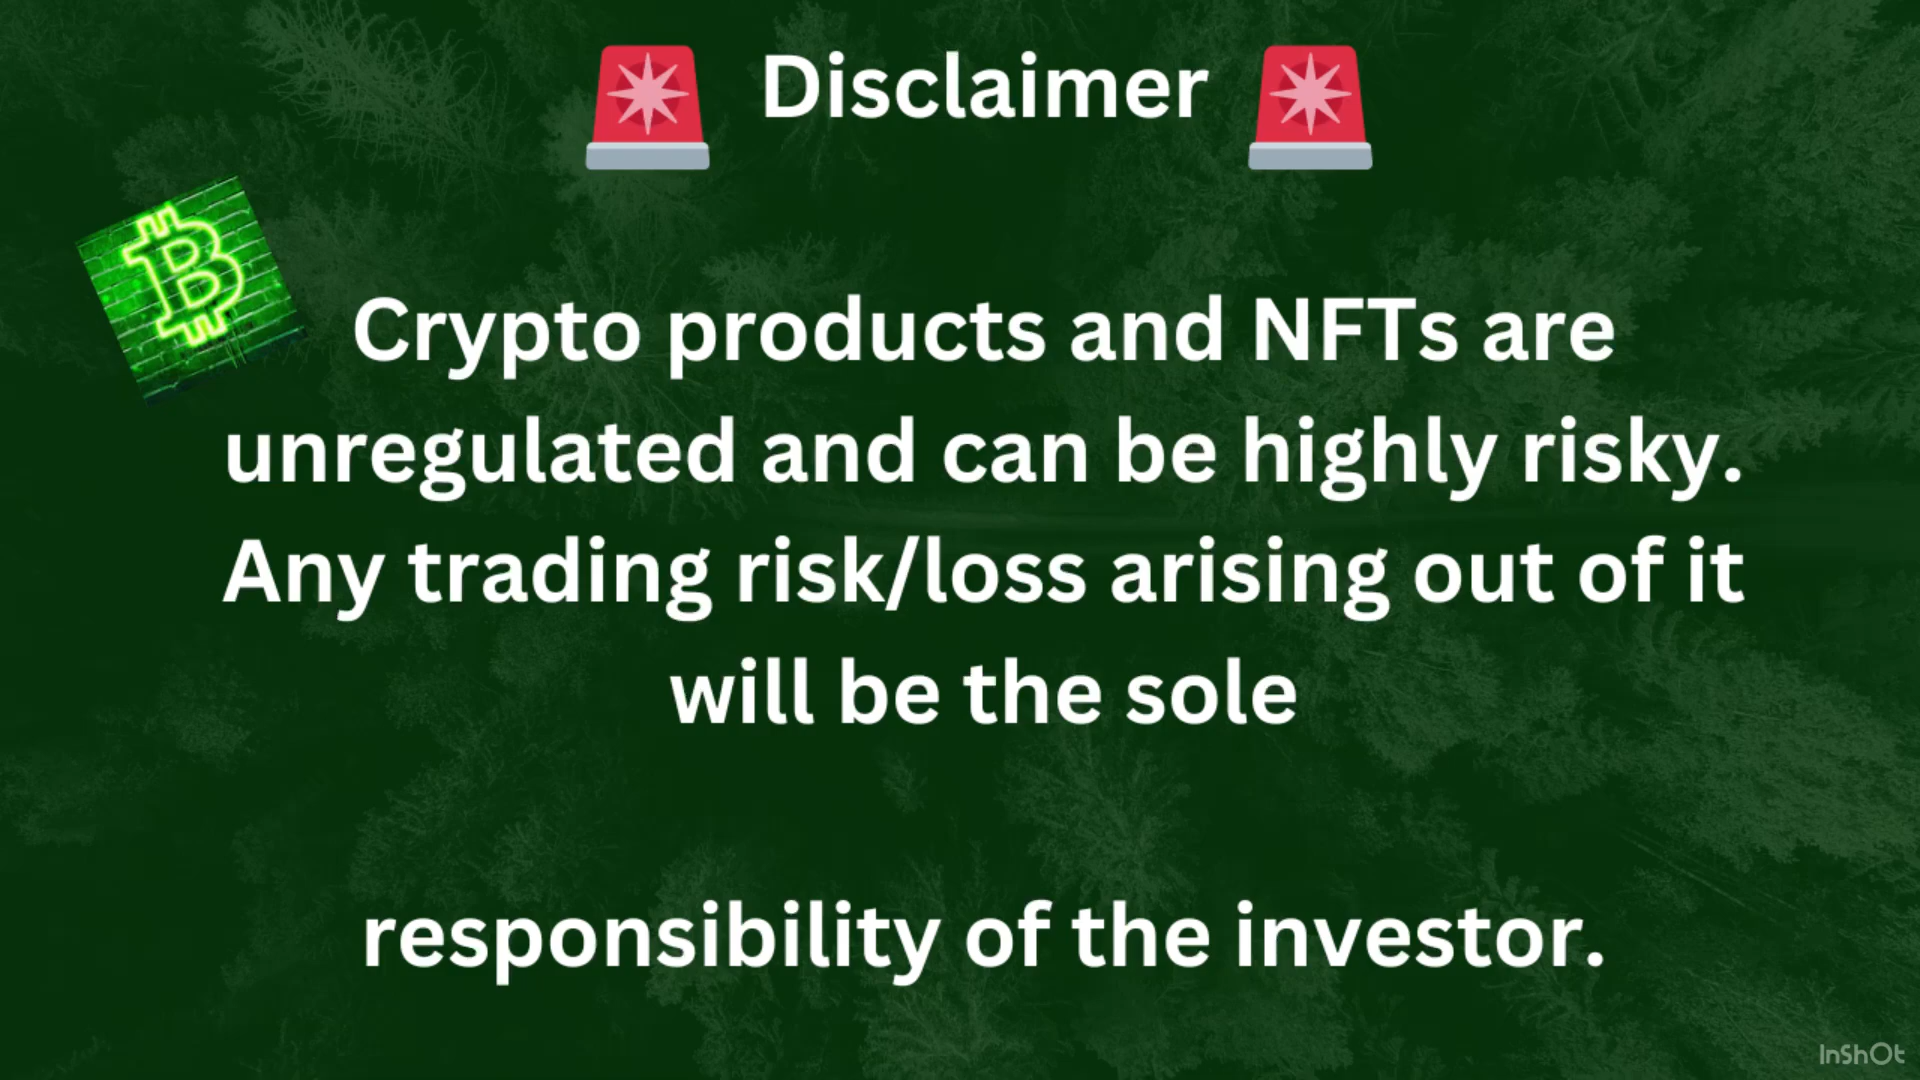 Disclaimer
Crypto products and NFTs are
unregulated and can be highly risky.
Any trading risk/loss arising out of it
will be the sole
responsibility of the investor.
InShOt